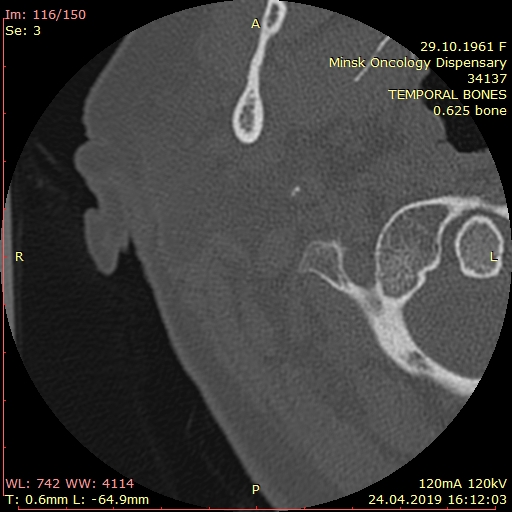 Im: 116/150
Se: 3
A
29.10.1961 F
Minsk Oncology Dispensary
34137
TEMPORAL BONES
0.625 bone
R
L
WL: 742 WW: 4114
T: 0.6mm L: -64.9mm
P
120mA 120kV
24.04.2019 16:12:03